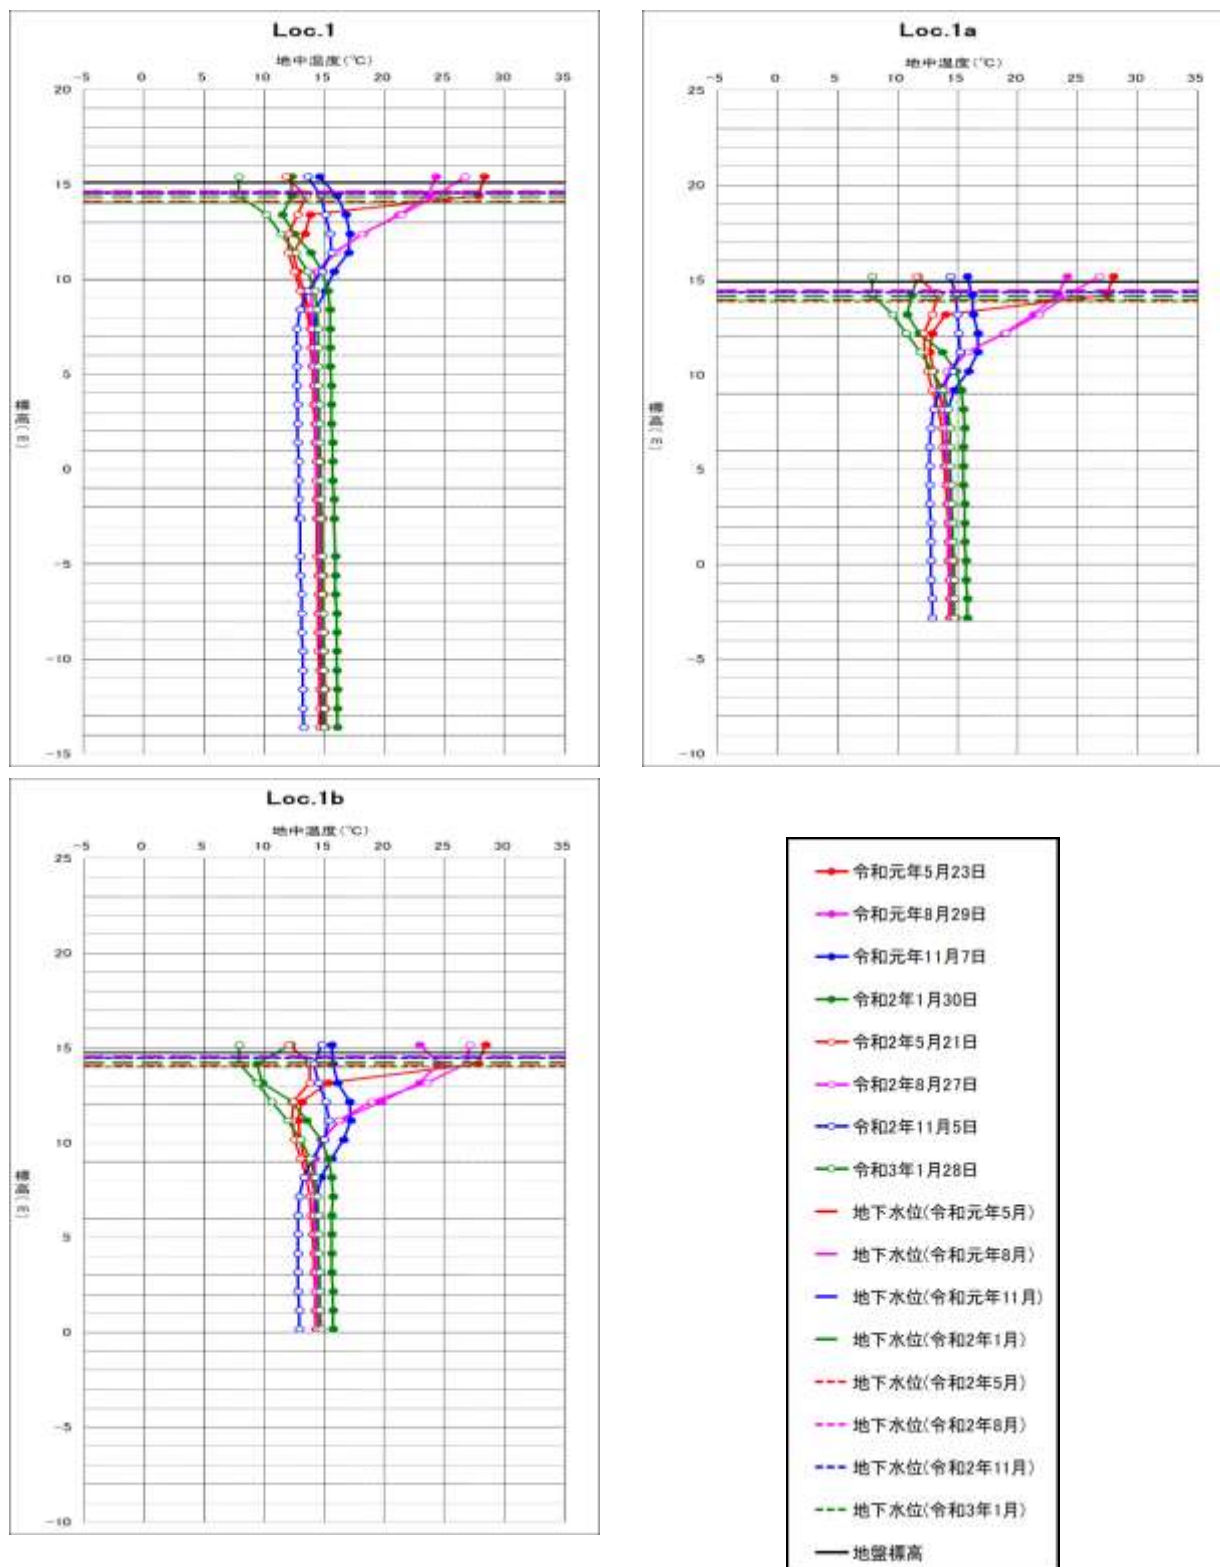 Loc.1
地中温度(℃)
-5 0 5 10 15 20 25 30 35
20
15
10
5
0
-5
-10
-15
標高(m)
Loc.1a
地中温度(℃)
-5 0 5 10 15 20 25 30 35
25
20
15
10
5
0
-5
-10
標高(m)
Loc.1b
地中温度(℃)
-5 0 5 10 15 20 25 30 35
25
20
15
10
5
0
-5
-10
標高(m)
令和元年5月23日
令和元年8月29日
令和元年11月7日
令和2年1月30日
令和2年5月21日
令和2年8月27日
令和2年11月5日
令和3年1月28日
地下水位(令和元年5月)
地下水位(令和元年8月)
地下水位(令和元年11月)
地下水位(令和2年1月)
地下水位(令和2年5月)
地下水位(令和2年8月)
地下水位(令和2年11月)
地下水位(令和3年1月)
地盤標高